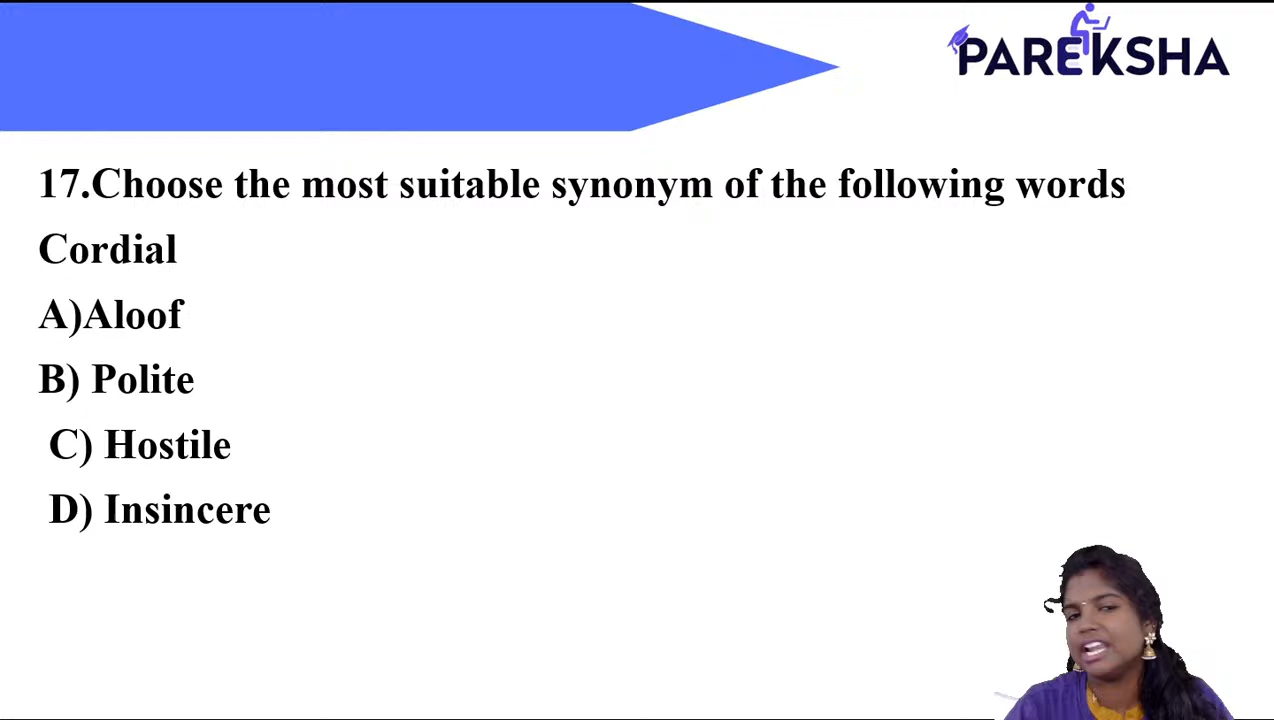 PAREKSHA
17.Choose the most suitable synonym of the following words
Cordial
A)Aloof
B) Polite
C) Hostile
D) Insincere